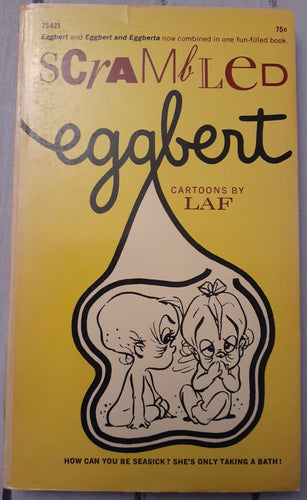 75421
75c
Eggbert and Eggbert and Eggberta now combined in one fun-filled book.
SCrAMbLED
eggbert
CARTOONS BY
LAF
HOW CAN YOU BE SEASICK? SHE'S ONLY TAKING A BATH!